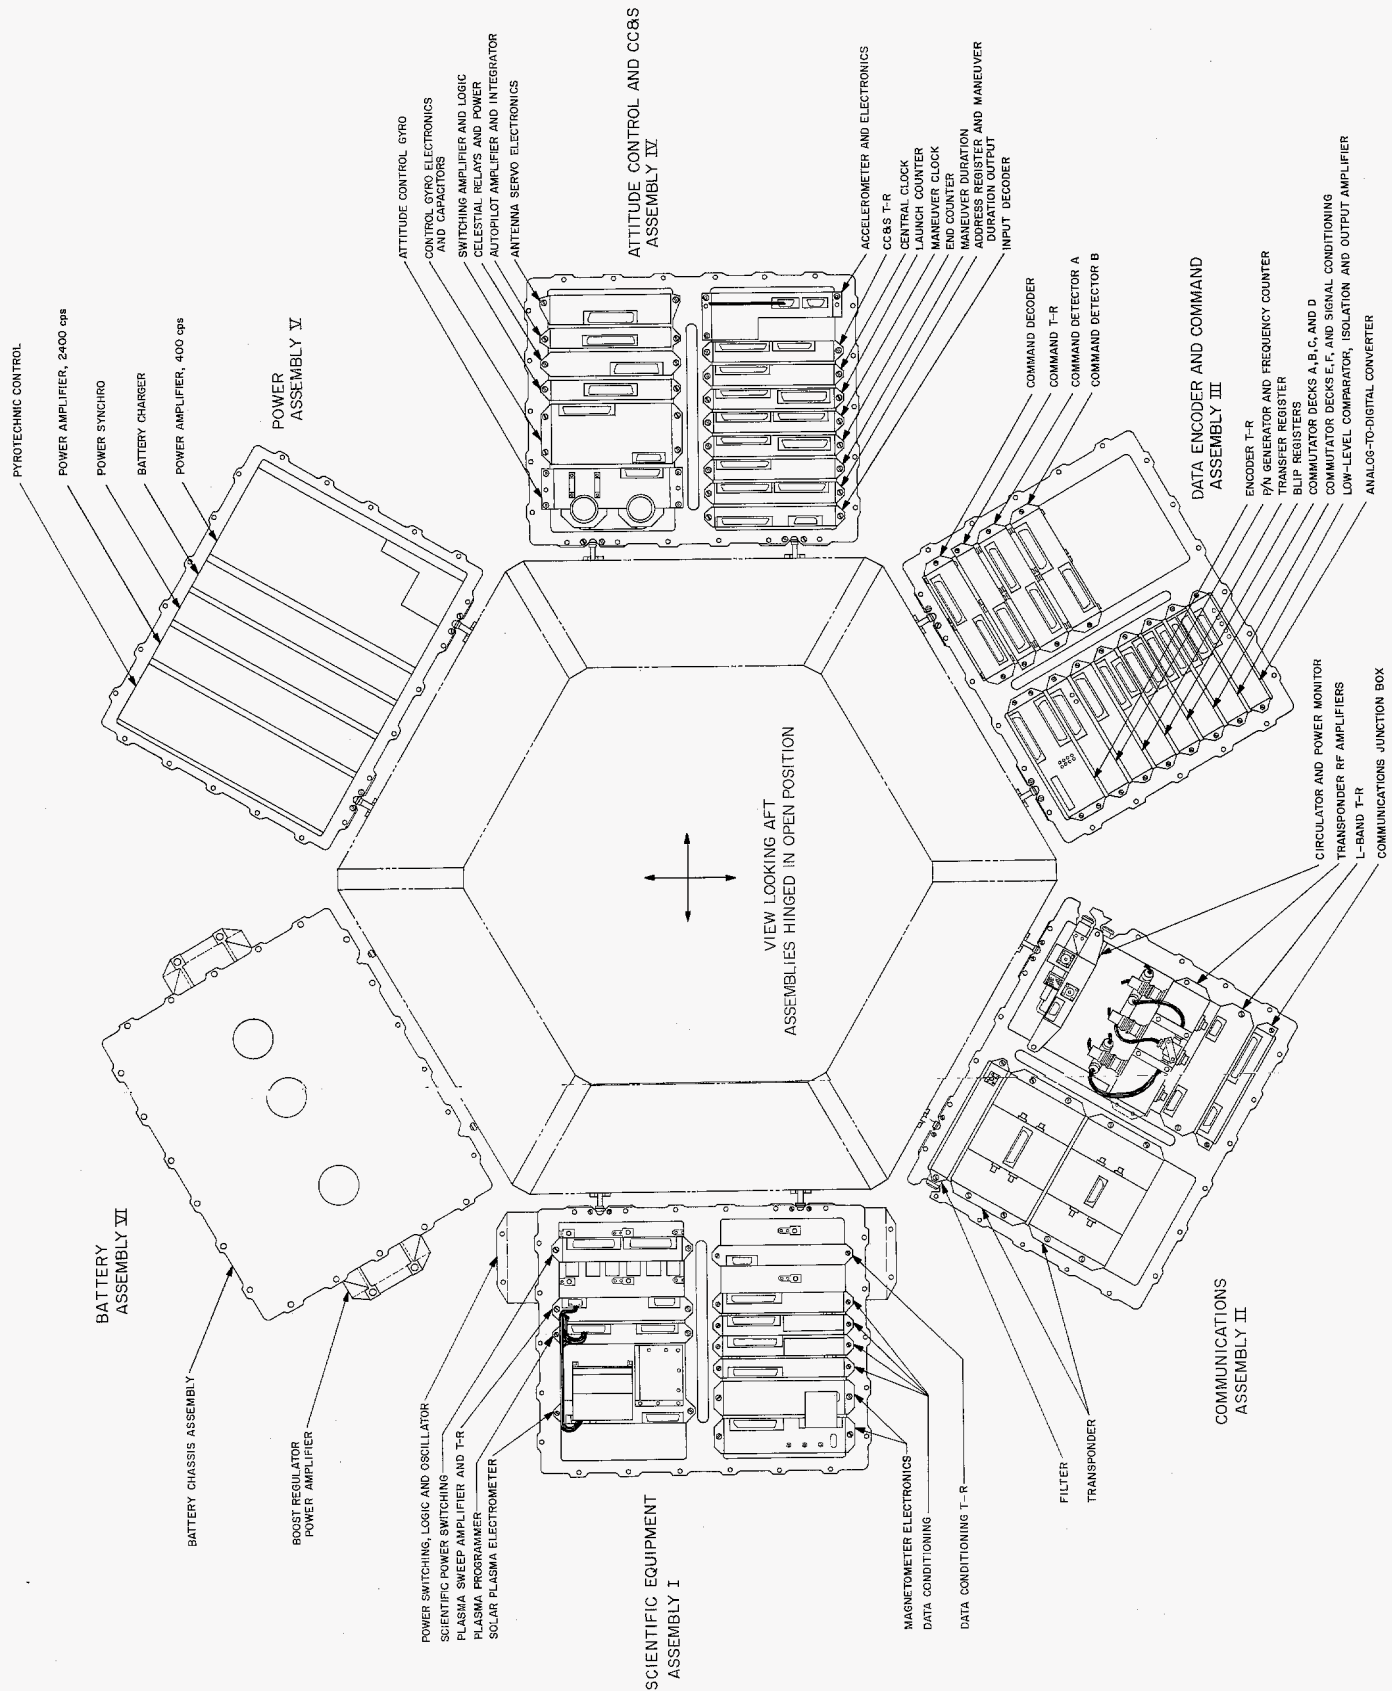 PYROTECHNIC CONTROL
POWER AMPLIFIER, 2400 cps
POWER SYNCHRO
BATTERY CHARGER
POWER AMPLIFIER, 400 cps
POWER
ASSEMBLY V
ATTITUDE CONTROL GYRO
CONTROL GYRO ELECTRONICS
AND CAPACITORS
SWITCHING AMPLIFIER AND LOGIC
CELESTIAL RELAYS AND POWER
AUTOPILOT AMPLIFIER AND INTEGRATOR
ANTENNA SERVO ELECTRONICS
ATTITUDE CONTROL AND CC&S
ASSEMBLY IV
ACCELEROMETER AND ELECTRONICS
CC&S T-R
CENTRAL CLOCK
LAUNCH COUNTER
MANEUVER CLOCK
END COUNTER
MANEUVER DURATION
ADDRESS REGISTER AND MANEUVER
DURATION OUTPUT
INPUT DECODER
COMMAND DECODER
COMMAND T-R
COMMAND DETECTOR A
COMMAND DETECTOR B
DATA ENCODER AND COMMAND
ASSEMBLY III
ENCODER T-R
P/N GENERATOR AND FREQUENCY COUNTER
TRANSFER REGISTER
BLIP REGISTERS
COMMUTATOR DECKS A, B, C, AND D
COMMUTATOR DECKS E, F, AND SIGNAL CONDITIONING
LOW-LEVEL COMPARATOR, ISOLATION AND OUTPUT AMPLIFIER
ANALOG-TO-DIGITAL CONVERTER
VIEW LOOKING AFT
ASSEMBLIES HINGED IN OPEN POSITION
CIRCULATOR AND POWER MONITOR
TRANSPONDER RF AMPLIFIERS
L-BAND T-R
COMMUNICATIONS JUNCTION BOX
BATTERY
ASSEMBLY VI
BATTERY CHASSIS ASSEMBLY
BOOST REGULATOR
POWER AMPLIFIER
POWER SWITCHING, LOGIC AND OSCILLATOR
SCIENTIFIC POWER SWITCHING
PLASMA SWEEP AMPLIFIER AND T-R
PLASMA PROGRAMMER
SOLAR PLASMA ELECTROMETER
SCIENTIFIC EQUIPMENT
ASSEMBLY I
MAGNETOMETER ELECTRONICS
DATA CONDITIONING
DATA CONDITIONING T-R
FILTER
TRANSPONDER
COMMUNICATIONS
ASSEMBLY II